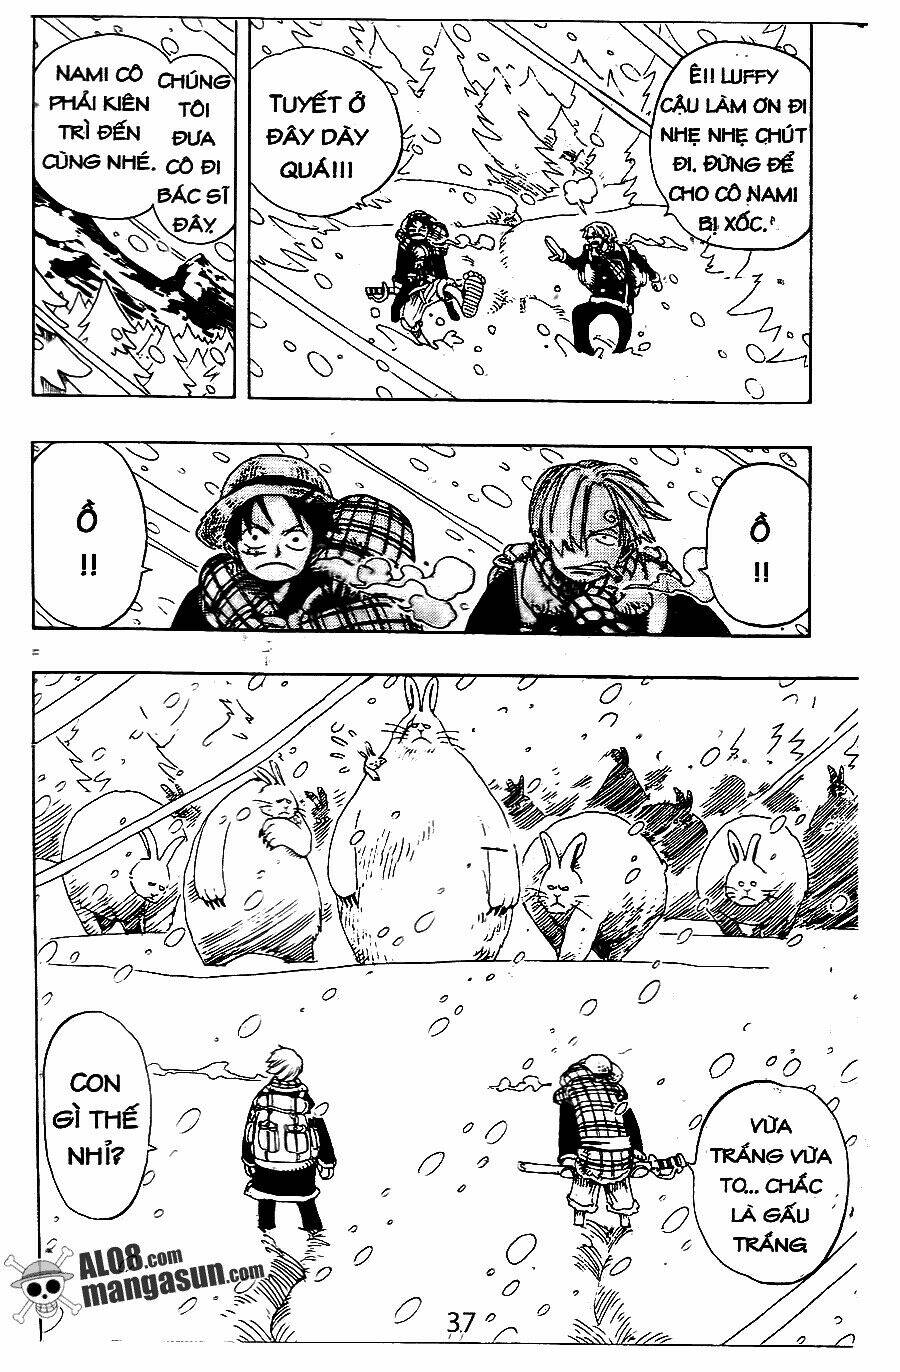 Ê!! LUFFY
CẬU LÀM ƠN ĐI
NHẸ NHẸ CHÚT
ĐI. ĐỪNG ĐỂ
CHO CÔ NAMI
BỊ XỐC.
TUYẾT Ở
ĐÂY DÀY
QUÁ!!!
CHÚNG
TÔI
ĐƯA
CÔ ĐI
BÁC SĨ
ĐÂY.
NAMI CÔ
PHẢI KIÊN
TRÌ ĐẾN
CÙNG NHÉ.
Ồ
!!
Ồ
!!
VỪA
TRẮNG VỪA
TO... CHẮC
LÀ GẤU
TRẮNG
CON
GÌ THẾ
NHỈ?
AL08.com
mangasun.com
37